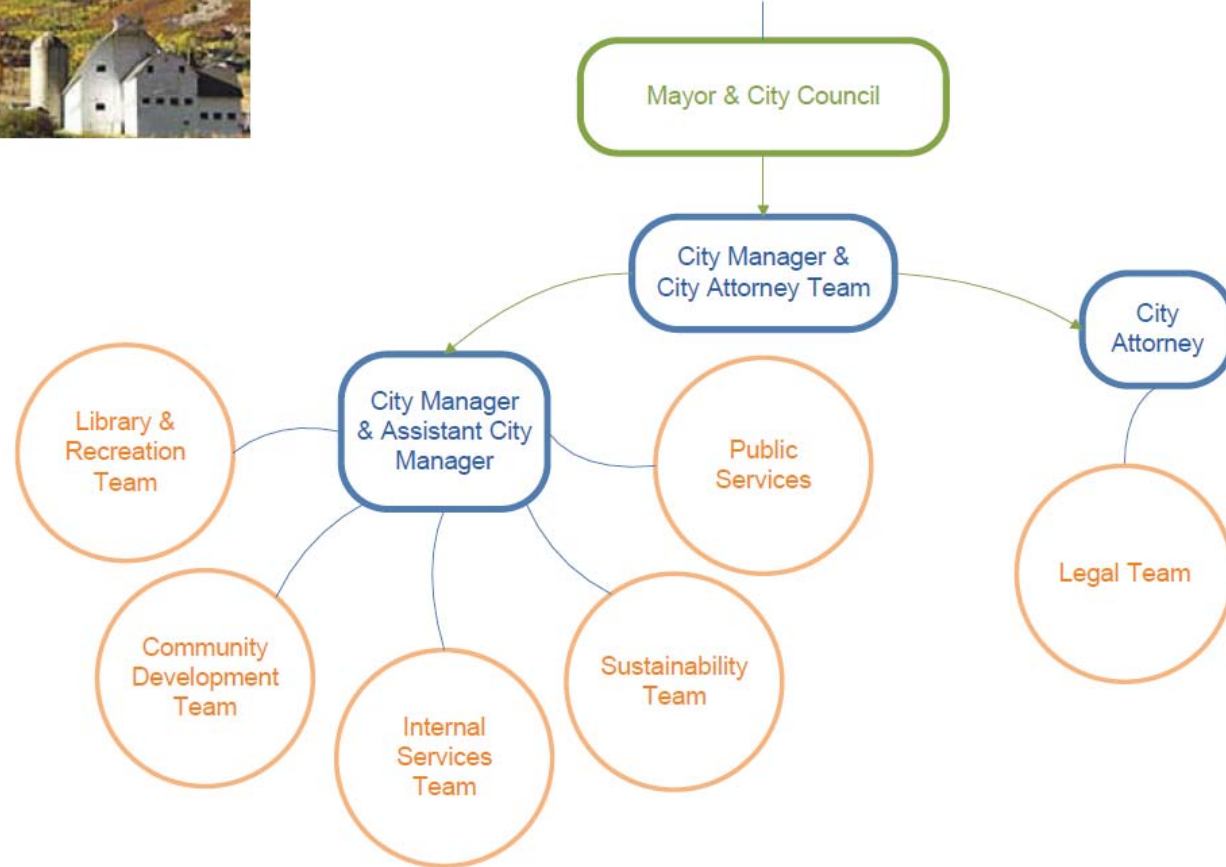 Mayor & City Council
City Manager &
City Attorney Team
City
Attorney
City Manager
& Assistant City
Manager
Library &
Recreation
Team
Public
Services
Legal Team
Community
Development
Team
Sustainability
Team
Internal
Services
Team